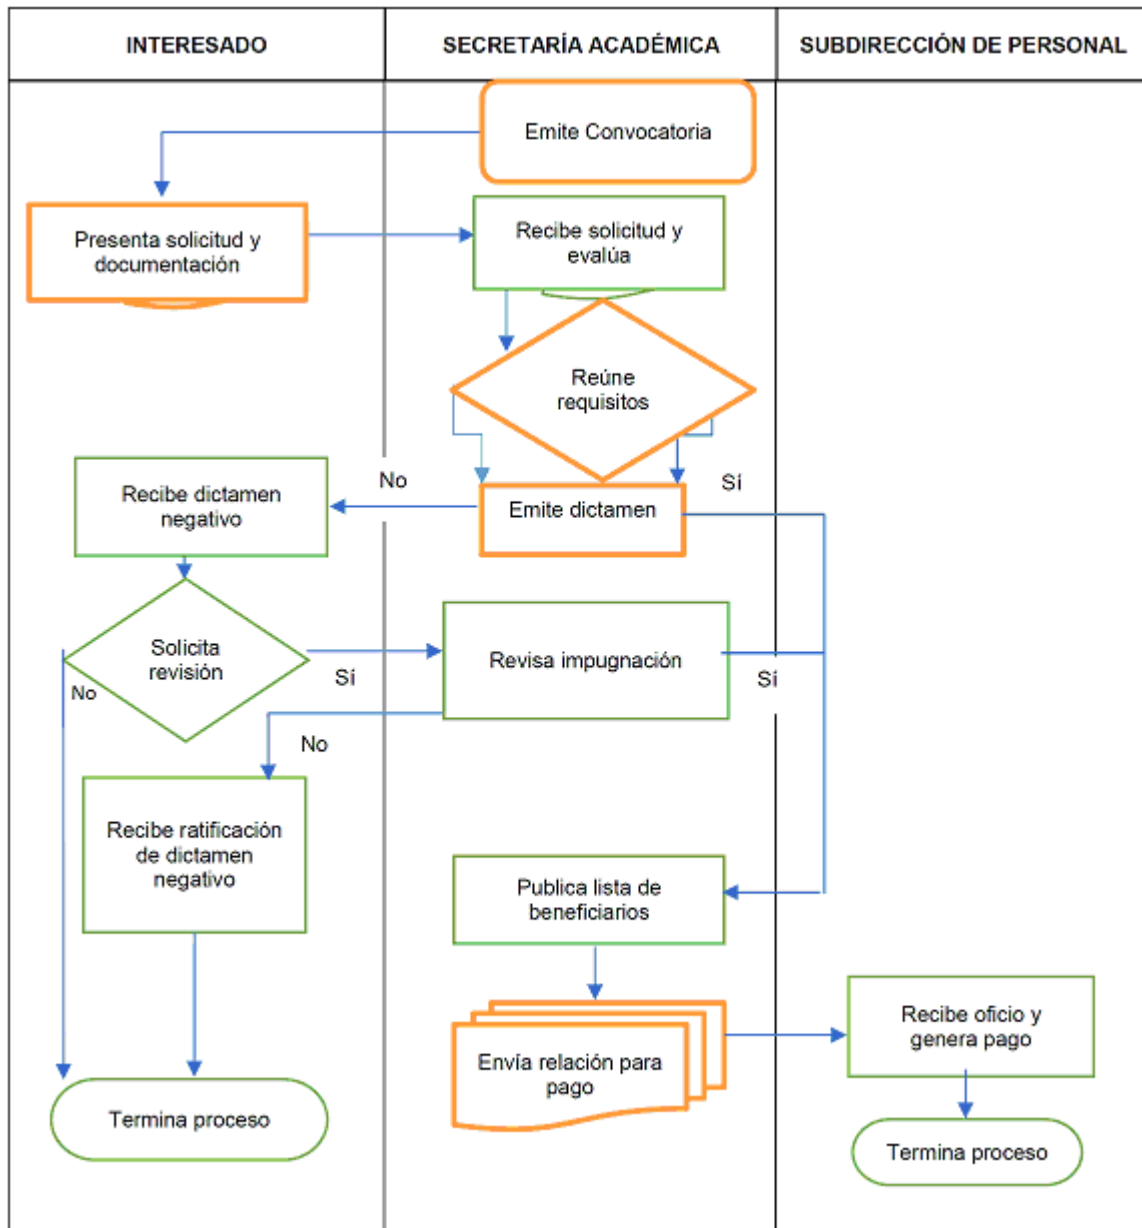 INTERESADO
SECRETARÍA ACADÉMICA
SUBDIRECCIÓN DE PERSONAL
Emite Convocatoria
Presenta solicitud y
documentación
Recibe solicitud y
evalúa
Reúne
requisitos
No
Sí
Recibe dictamen
negativo
Emite dictamen
Solicita
revisión
No
Sí
Revisa impugnación
Sí
No
Recibe ratificación
de dictamen
negativo
Publica lista de
beneficiarios
Envía relación para
pago
Recibe oficio y
genera pago
Termina proceso
Termina proceso